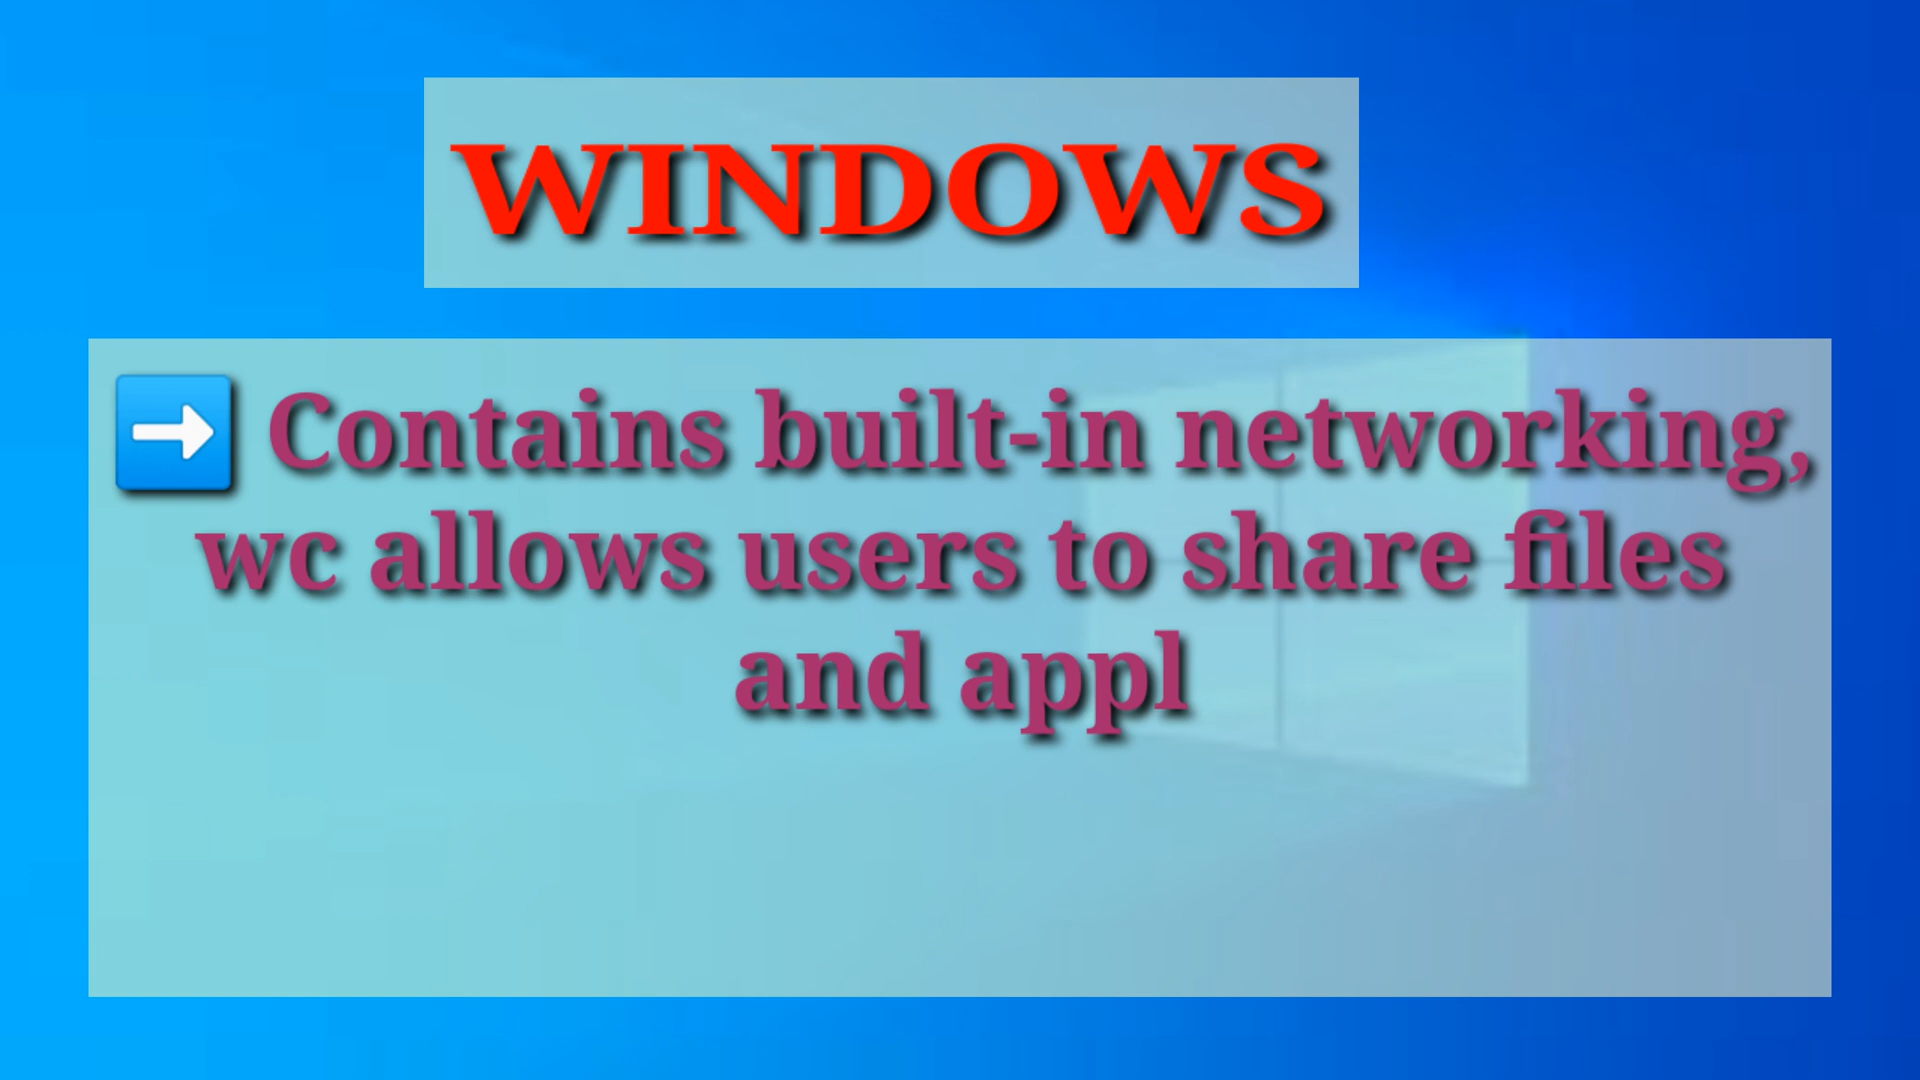 WINDOWS
➡ Contains built-in networking,
wc allows users to share files
and appl